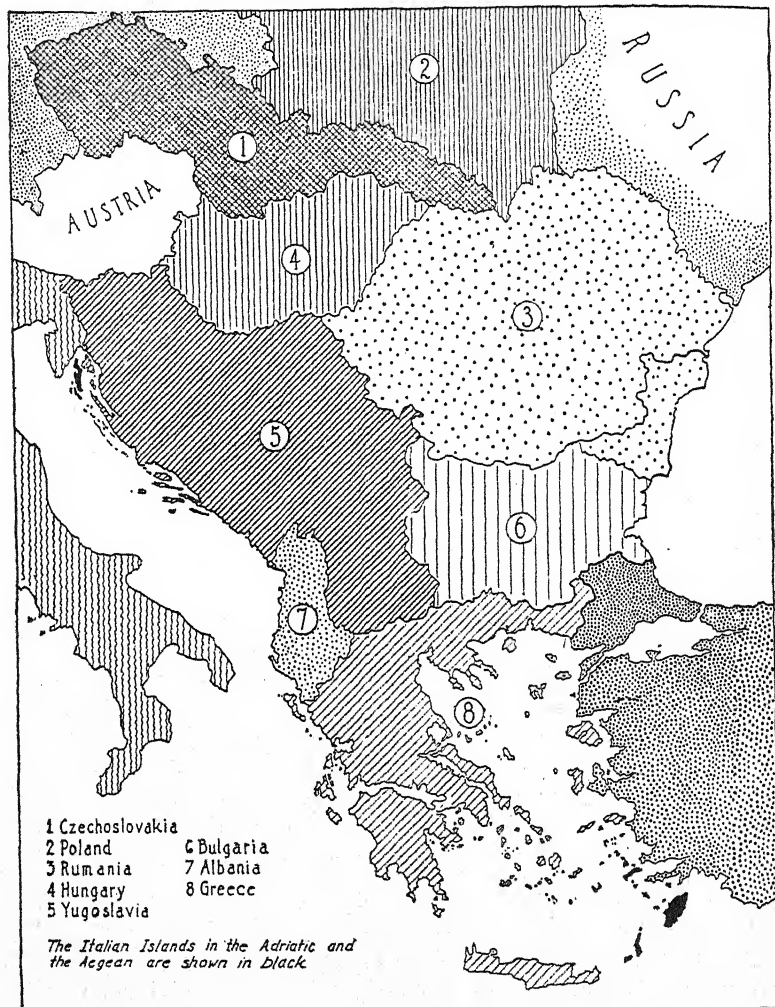 RUSSIA
2
1
AUSTRIA
4
3
5
6
7
8
1 Czechoslovakia
2 Poland
3 Rumania
4 Hungary
5 Yugoslavia
6 Bulgaria
7 Albania
8 Greece
The Italian Islands in the Adriatic and
the Aegean are shown in black